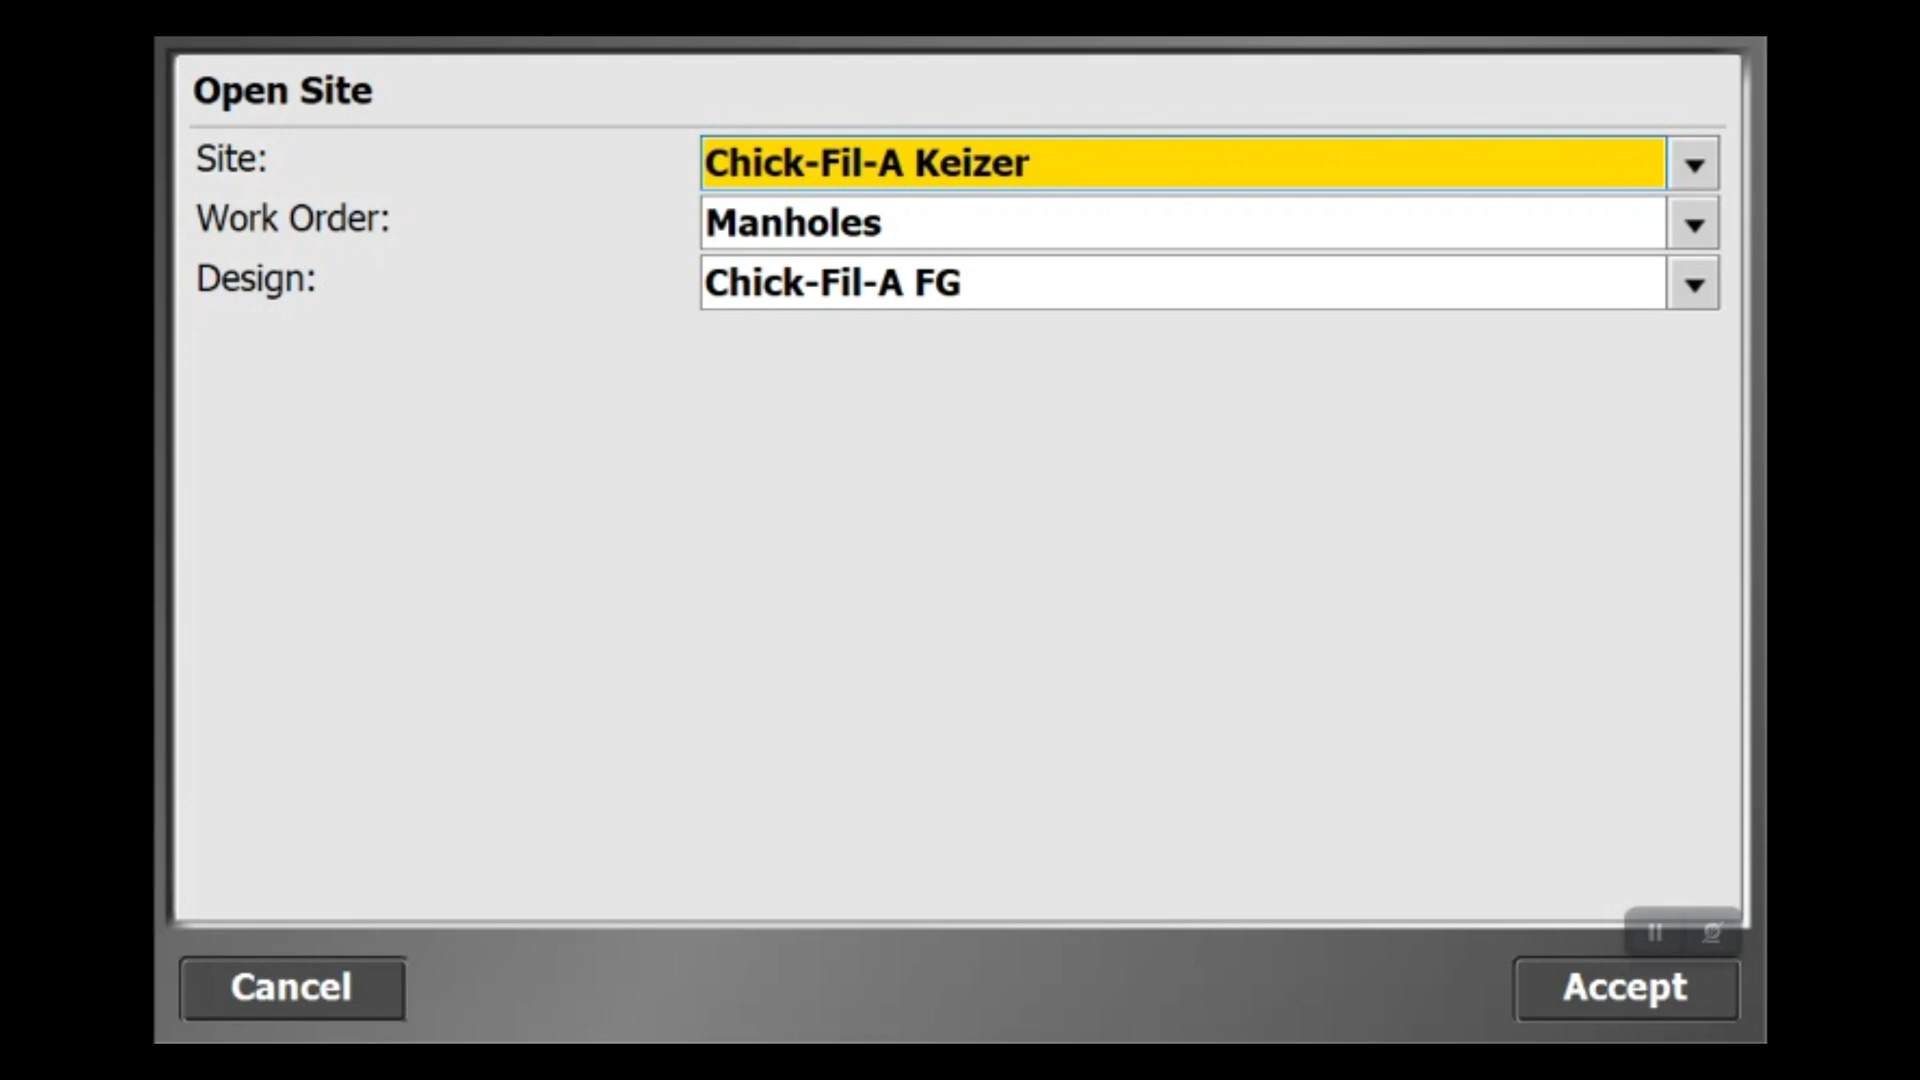 Open Site
Site: Chick-Fil-A Keizer
Work Order: Manholes
Design: Chick-Fil-A FG
Cancel Accept